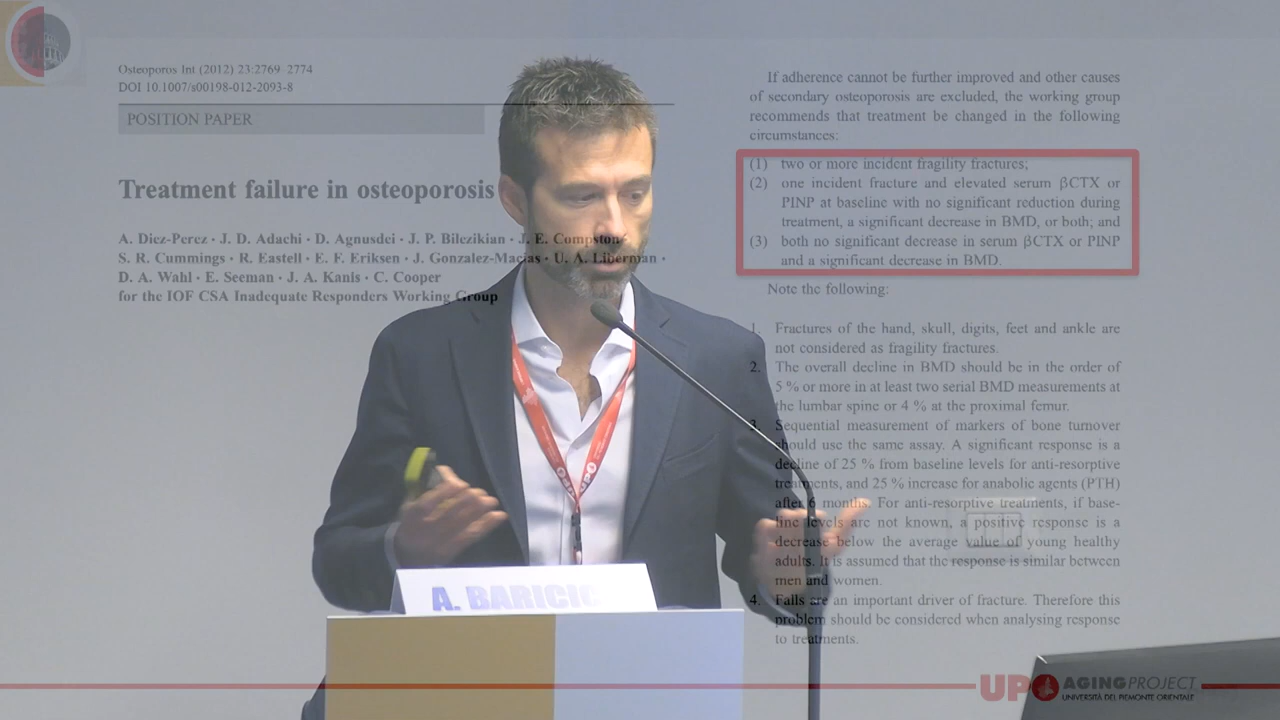 Osteoporos Int (2012) 23:2769–2774
DOI 10.1007/s00198-012-2093-8
POSITION PAPER
Treatment failure in osteoporosis
A. Diez-Perez · J. D. Adachi · D. Agnusdei · J. P. Bilezikian · J. E. Compston ·
S. R. Cummings · R. Eastell · E. F. Eriksen · J. Gonzalez-Macias · U. A. Liberman ·
D. A. Wahl · E. Seeman · J. A. Kanis · C. Cooper
for the IOF CSA Inadequate Responders Working Group
If adherence cannot be further improved and other causes
of secondary osteoporosis are excluded, the working group
recommends that treatment be changed in the following
circumstances:
(1) two or more incident fragility fractures;
(2) one incident fracture and elevated serum βCTX or
PINP at baseline with no significant reduction during
treatment, a significant decrease in BMD, or both; and
(3) both no significant decrease in serum βCTX or PINP
and a significant decrease in BMD.
Note the following:
1. Fractures of the hand, skull, digits, feet and ankle are
not considered as fragility fractures.
2. The overall decline in BMD should be in the order of
5 % or more in at least two serial BMD measurements at
the lumbar spine or 4 % at the proximal femur.
3. Sequential measurement of markers of bone turnover
should use the same assay. A significant response is a
decline of 25 % from baseline levels for anti-resorptive
treatments, and 25 % increase for anabolic agents (PTH)
after 6 months. For anti-resorptive treatments, if base-
line levels are not known, a positive response is a
decrease below the average value of young healthy
adults. It is assumed that the response is similar between
men and women.
4. Falls are an important driver of fracture. Therefore this
problem should be considered when analysing response
to treatments.
UPO
A. BARICIC
UPO AGING PROJECT
UNIVERSITÀ DEL PIEMONTE ORIENTALE